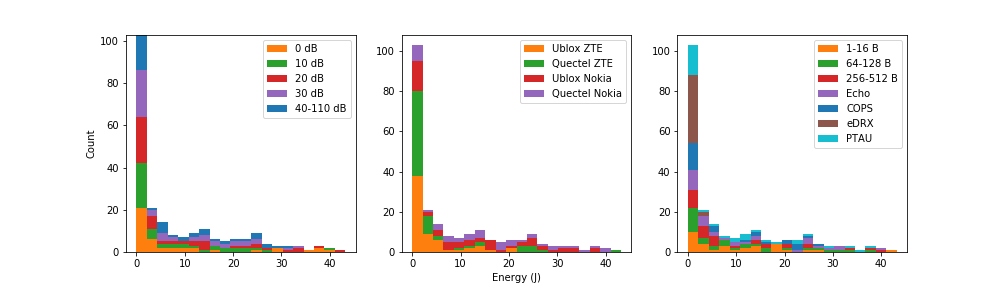 100
80
60
40
20
0
Count
0 10 20 30 40
0 dB
10 dB
20 dB
30 dB
40-110 dB
100
80
60
40
20
0
0 10 20 30 40
Energy (J)
Ublox ZTE
Quectel ZTE
Ublox Nokia
Quectel Nokia
100
80
60
40
20
0
0 10 20 30 40
1-16 B
64-128 B
256-512 B
Echo
COPS
eDRX
PTAU